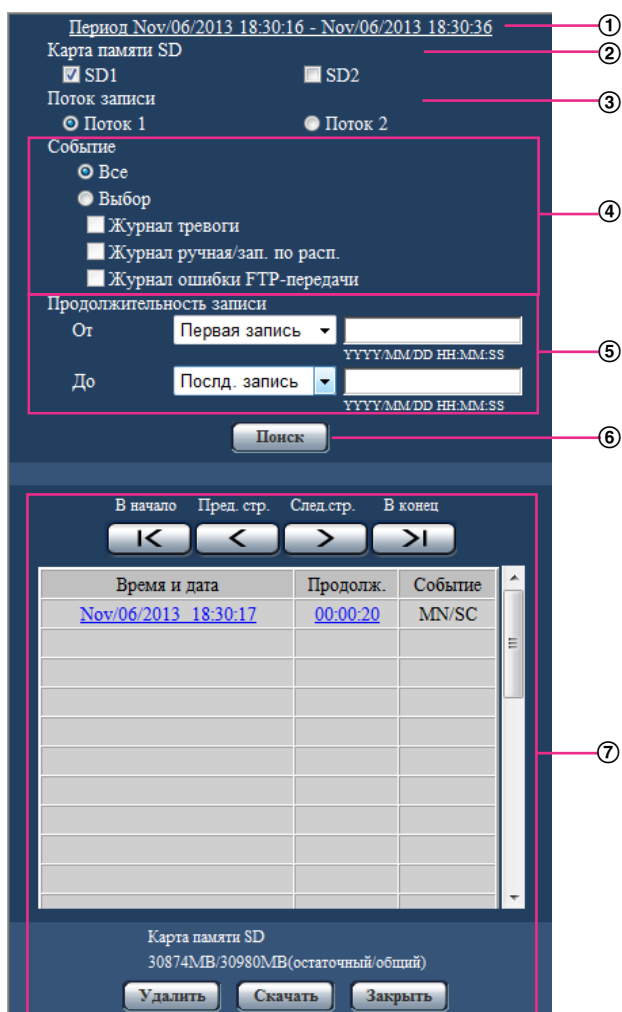 Период Nov/06/2013 18:30:16 - Nov/06/2013 18:30:36 ①
Карта памяти SD ②
SD1 SD2
Поток записи ③
Поток 1 Поток 2
Событие
Все
Выбор ④
Журнал тревоги
Журнал ручная/зап. по расп.
Журнал ошибки FTP-передачи
Продолжительность записи
От Первая запись
YYYY/MM/DD HH:MM:SS ⑤
До Послд. запись
YYYY/MM/DD HH:MM:SS
Поиск ⑥
В начало Пред. стр. След.стр. В конец
Время и дата Продолж. Событие
Nov/06/2013 18:30:17 00:00:20 MN/SC
⑦
Карта памяти SD
30874MB/30980MB(остаточный/общий)
Удалить Скачать Закрыть